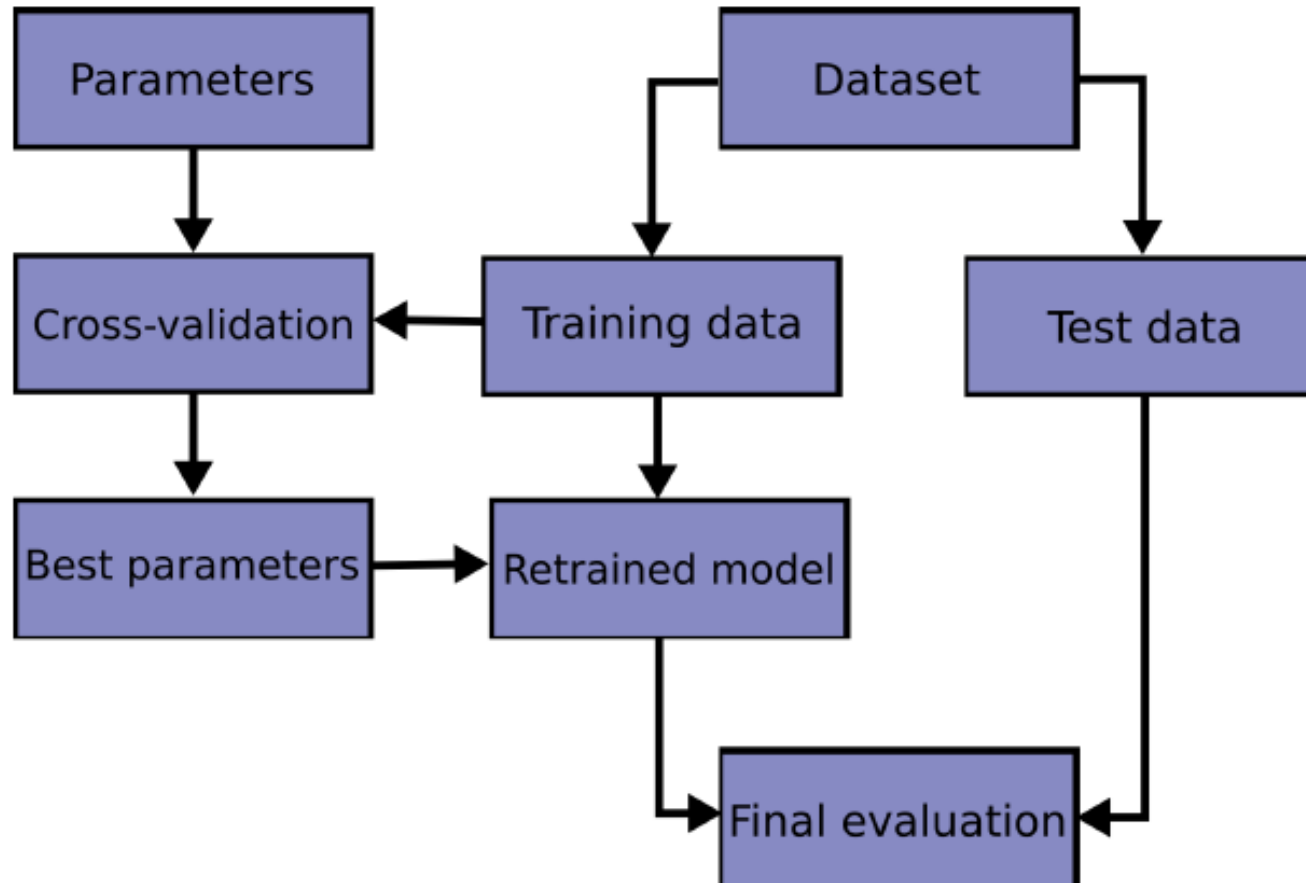 Parameters
Dataset
Cross-validation
Training data
Test data
Best parameters
Retrained model
Final evaluation